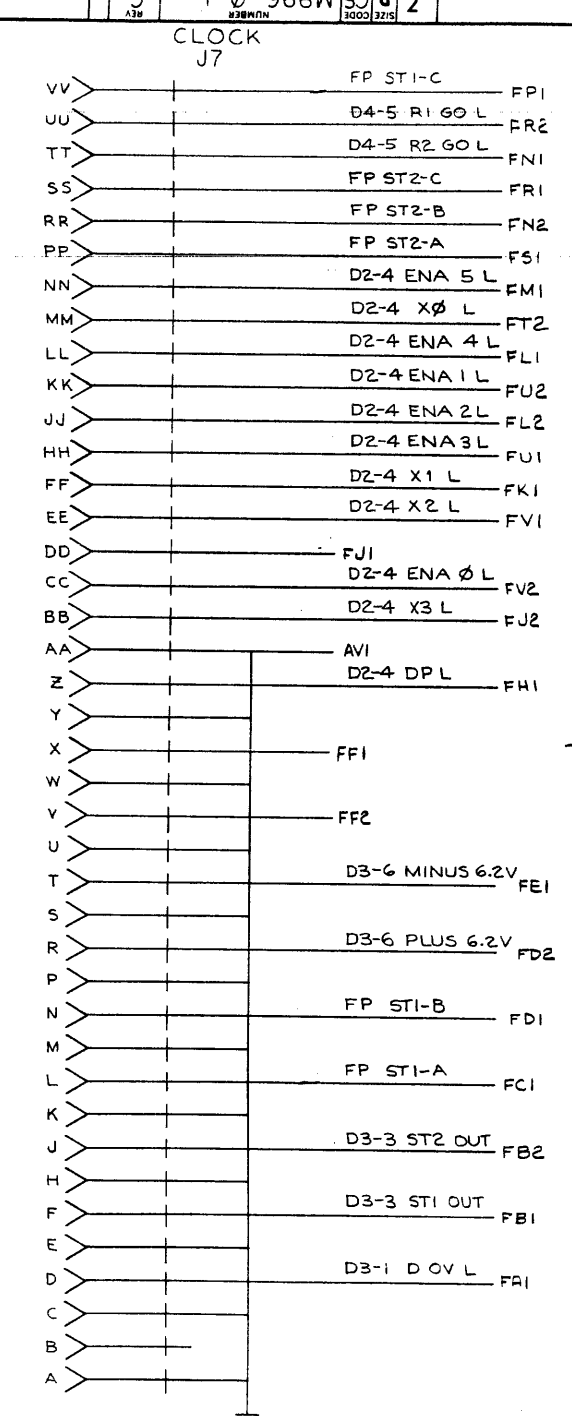 SIZE CODE NUMBER REV
CLOCK
J7
VV FP ST1-C FP1
UU D4-5 R1 GO L FR2
TT D4-5 R2 GO L FN1
SS FP ST2-C FR1
RR FP ST2-B FN2
PP FP ST2-A FS1
NN D2-4 ENA 5 L FM1
MM D2-4 XØ L FT2
LL D2-4 ENA 4 L FL1
KK D2-4 ENA 1 L FU2
JJ D2-4 ENA 2L FL2
HH D2-4 ENA 3L FU1
FF D2-4 X1 L FK1
EE D2-4 X2 L FV1
DD FJ1
CC D2-4 ENA Ø L FV2
BB D2-4 X3 L FJ2
AA AV1
Z D2-4 DP L FH1
Y
X FF1
W
V FF2
U
T D3-6 MINUS 6.2V FE1
S
R D3-6 PLUS 6.2V FD2
P
N FP ST1-B FD1
M
L FP ST1-A FC1
K
J D3-3 ST2 OUT FB2
H
F D3-3 ST1 OUT FB1
E
D D3-1 D OV L FA1
C
B
A